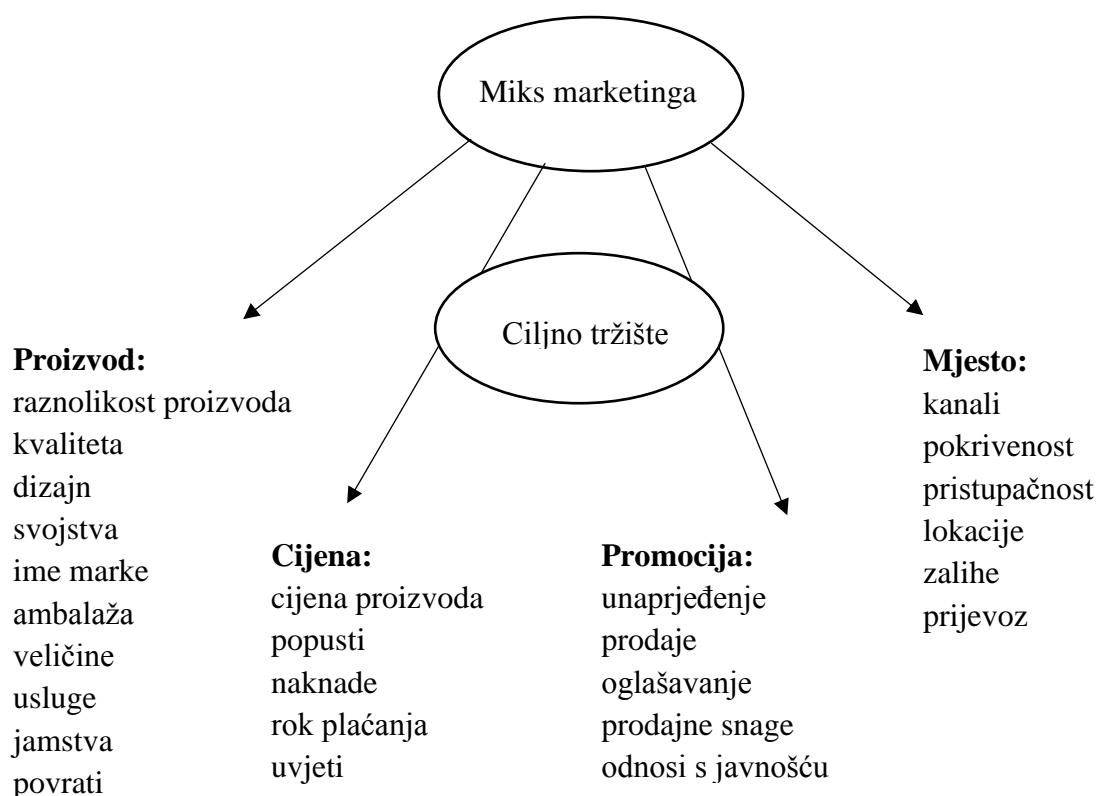 Miks marketinga
Ciljno tržište
Proizvod:
raznolikost proizvoda
kvaliteta
dizajn
svojstva
ime marke
ambalaža
veličine
usluge
jamstva
povrati
Cijena:
cijena proizvoda
popusti
naknade
rok plaćanja
uvjeti
Promocija:
unaprjeđenje
prodaje
oglašavanje
prodajne snage
odnosi s javnošću
Mjesto:
kanali
pokrivenost
pristupačnost
lokacije
zalihe
prijevoz